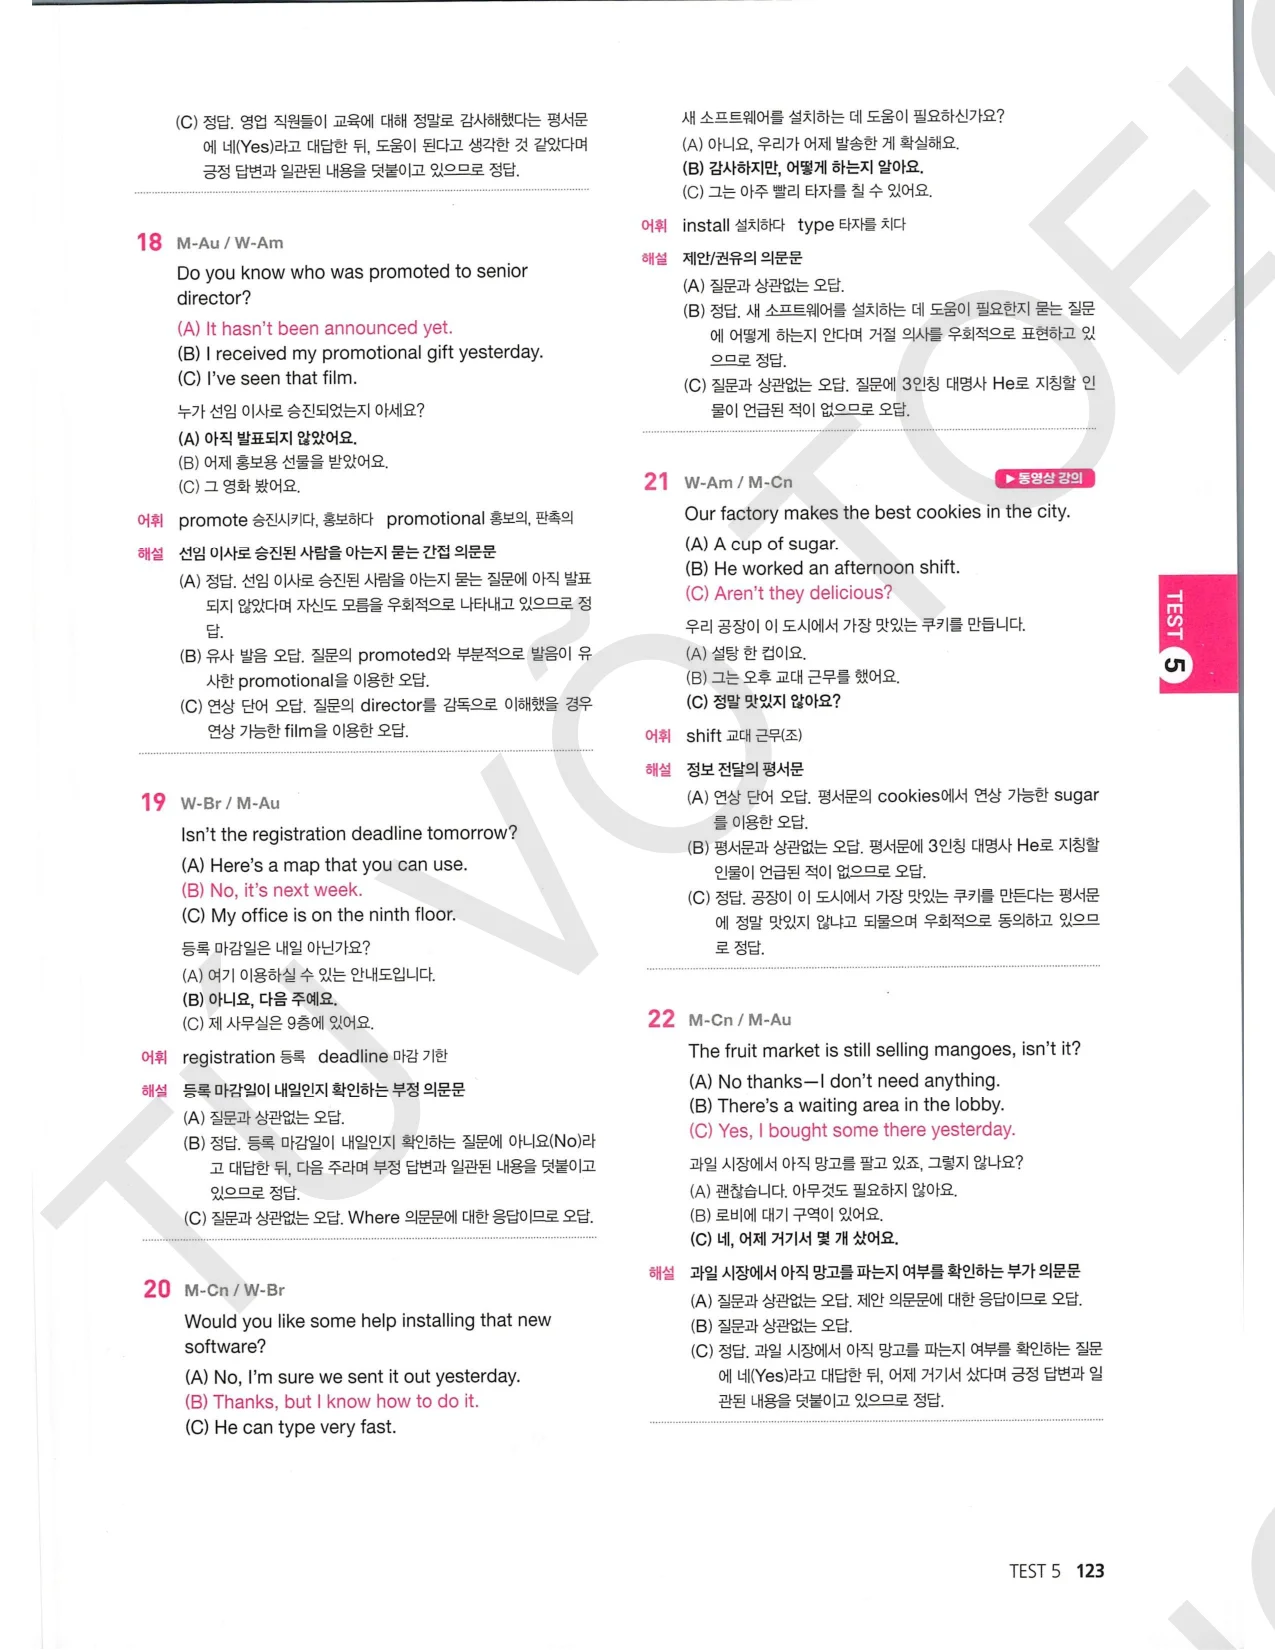 (C) 정답. 영업 직원들이 교육에 대해 정말로 감사해했다는 평서문
에 네(Yes)라고 대답한 뒤, 도움이 된다고 생각한 것 같았다며
긍정 답변과 일관된 내용을 덧붙이고 있으므로 정답.
18 M-Au / W-Am
Do you know who was promoted to senior
director?
(A) It hasn't been announced yet.
(B) I received my promotional gift yesterday.
(C) I've seen that film.
누가 선임 이사로 승진되었는지 아세요?
(A) 아직 발표되지 않았어요.
(B) 어제 홍보용 선물을 받았어요.
(C) 그 영화 봤어요.
어휘 promote 승진시키다, 홍보하다 promotional 홍보의, 판촉의
해설 선임 이사로 승진된 사람을 아는지 묻는 간접 의문문
(A) 정답. 선임 이사로 승진된 사람을 아는지 묻는 질문에 아직 발표
되지 않았다며 자신도 모름을 우회적으로 나타내고 있으므로 정
답.
(B) 유사 발음 오답. 질문의 promoted와 부분적으로 발음이 유
사한 promotional을 이용한 오답.
(C) 연상 단어 오답. 질문의 director를 감독으로 이해했을 경우
연상 가능한 film을 이용한 오답.
19 W-Br / M-Au
Isn't the registration deadline tomorrow?
(A) Here's a map that you can use.
(B) No, it's next week.
(C) My office is on the ninth floor.
등록 마감일은 내일 아닌가요?
(A) 여기 이용하실 수 있는 안내도입니다.
(B) 아니요, 다음 주예요.
(C) 제 사무실은 9층에 있어요.
어휘 registration 등록 deadline 마감 기한
해설 등록 마감일이 내일인지 확인하는 부정 의문문
(A) 질문과 상관없는 오답.
(B) 정답. 등록 마감일이 내일인지 확인하는 질문에 아니요(No)라
고 대답한 뒤, 다음 주라며 부정 답변과 일관된 내용을 덧붙이고
있으므로 정답.
(C) 질문과 상관없는 오답. Where 의문문에 대한 응답이므로 오답.
20 M-Cn / W-Br
Would you like some help installing that new
software?
(A) No, I'm sure we sent it out yesterday.
(B) Thanks, but I know how to do it.
(C) He can type very fast.
새 소프트웨어를 설치하는 데 도움이 필요하신가요?
(A) 아니요, 우리가 어제 발송한 게 확실해요.
(B) 감사하지만, 어떻게 하는지 알아요.
(C) 그는 아주 빨리 타자를 칠 수 있어요.
어휘 install 설치하다 type 타자를 치다
해설 제안/권유의 의문문
(A) 질문과 상관없는 오답.
(B) 정답. 새 소프트웨어를 설치하는 데 도움이 필요한지 묻는 질문
에 어떻게 하는지 안다며 거절 의사를 우회적으로 표현하고 있
으므로 정답.
(C) 질문과 상관없는 오답. 질문에 3인칭 대명사 He로 지칭할 인
물이 언급된 적이 없으므로 오답.
21 W-Am / M-Cn ▶ 동영상 강의
Our factory makes the best cookies in the city.
(A) A cup of sugar.
(B) He worked an afternoon shift.
(C) Aren't they delicious?
우리 공장이 이 도시에서 가장 맛있는 쿠키를 만듭니다.
(A) 설탕 한 컵이요.
(B) 그는 오후 교대 근무를 했어요.
(C) 정말 맛있지 않아요?
어휘 shift 교대 근무(조)
해설 정보 전달의 평서문
(A) 연상 단어 오답. 평서문의 cookies에서 연상 가능한 sugar
를 이용한 오답.
(B) 평서문과 상관없는 오답. 평서문에 3인칭 대명사 He로 지칭할
인물이 언급된 적이 없으므로 오답.
(C) 정답. 공장이 이 도시에서 가장 맛있는 쿠키를 만든다는 평서문
에 정말 맛있지 않냐고 되물으며 우회적으로 동의하고 있으므
로 정답.
22 M-Cn / M-Au
The fruit market is still selling mangoes, isn't it?
(A) No thanks—I don't need anything.
(B) There's a waiting area in the lobby.
(C) Yes, I bought some there yesterday.
과일 시장에서 아직 망고를 팔고 있죠, 그렇지 않나요?
(A) 괜찮습니다. 아무것도 필요하지 않아요.
(B) 로비에 대기 구역이 있어요.
(C) 네, 어제 거기서 몇 개 샀어요.
해설 과일 시장에서 아직 망고를 파는지 여부를 확인하는 부가 의문문
(A) 질문과 상관없는 오답. 제안 의문문에 대한 응답이므로 오답.
(B) 질문과 상관없는 오답.
(C) 정답. 과일 시장에서 아직 망고를 파는지 여부를 확인하는 질문
에 네(Yes)라고 대답한 뒤, 어제 거기서 샀다며 긍정 답변과 일
관된 내용을 덧붙이고 있으므로 정답.
TEST 5
TEST 5 123
TÚ VÕ TOEIC